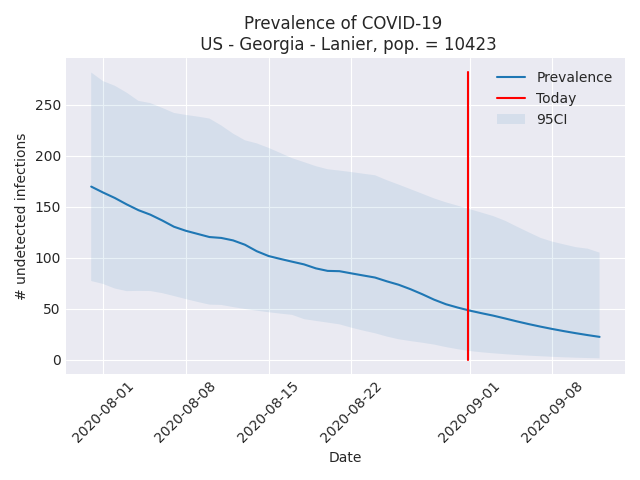 Prevalence of COVID-19
US - Georgia - Lanier, pop. = 10423
Prevalence
Today
95CI
# undetected infections
250
200
150
100
50
0
2020-08-01
2020-08-08
2020-08-15
2020-08-22
2020-09-01
2020-09-08
Date